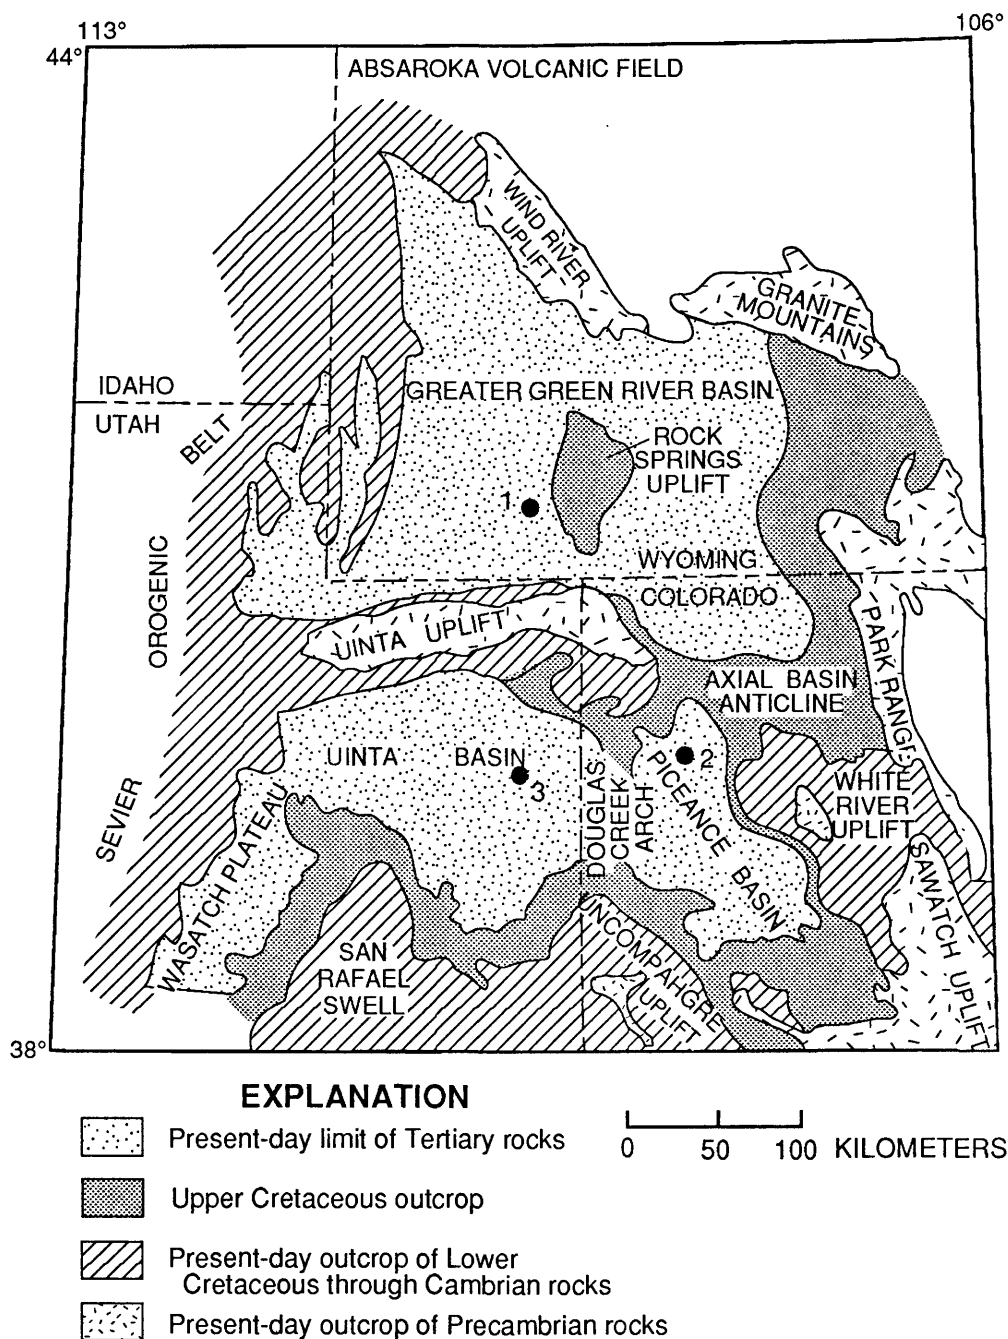 113°
106°
44°
ABSAROKA VOLCANIC FIELD
WIND RIVER
UPLIFT
GRANITE
MOUNTAINS
IDAHO
UTAH
GREATER GREEN RIVER BASIN
ROCK
SPRINGS
UPLIFT
BELT
1
WYOMING
COLORADO
OROGENIC
UINTA UPLIFT
PARK RANGE
AXIAL BASIN
ANTICLINE
UINTA BASIN
3
2
DOUGLAS
CREEK
ARCH
PICEANCE BASIN
WHITE
RIVER
UPLIFT
SEVIER
WASATCH PLATEAU
SAWATCH UPLIFT
SAN
RAFAEL
SWELL
UNCOMPAHGRE
UPLIFT
38°
EXPLANATION
Present-day limit of Tertiary rocks
0 50 100 KILOMETERS
Upper Cretaceous outcrop
Present-day outcrop of Lower
Cretaceous through Cambrian rocks
Present-day outcrop of Precambrian rocks